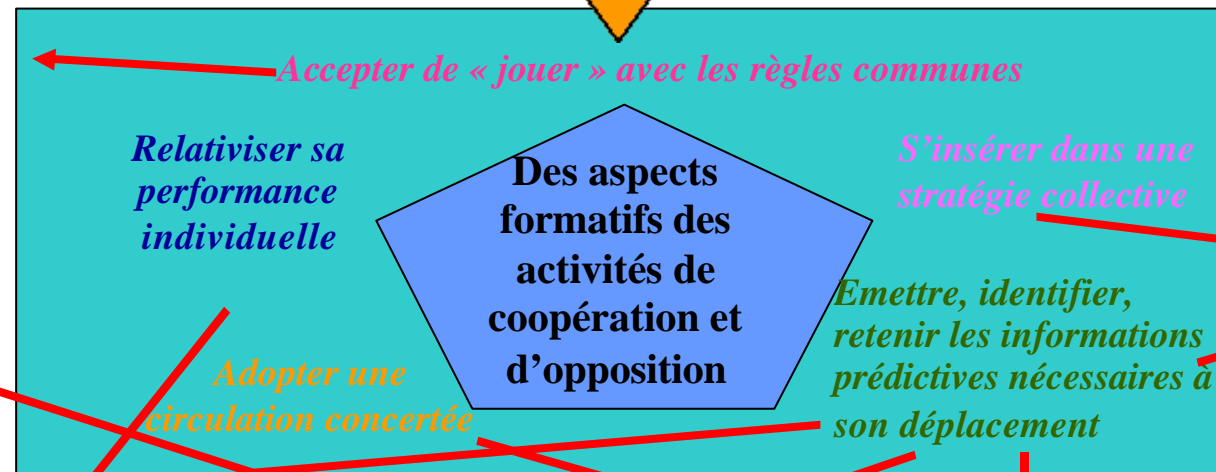 Accepter de « jouer » avec les règles communes
Relativiser sa
performance
individuelle
Des aspects
formatifs des
activités de
coopération et
d’opposition
S’insérer dans une
stratégie collective
Emettre, identifier,
retenir les informations
prédictives nécessaires à
son déplacement
Adopter une
circulation concertée